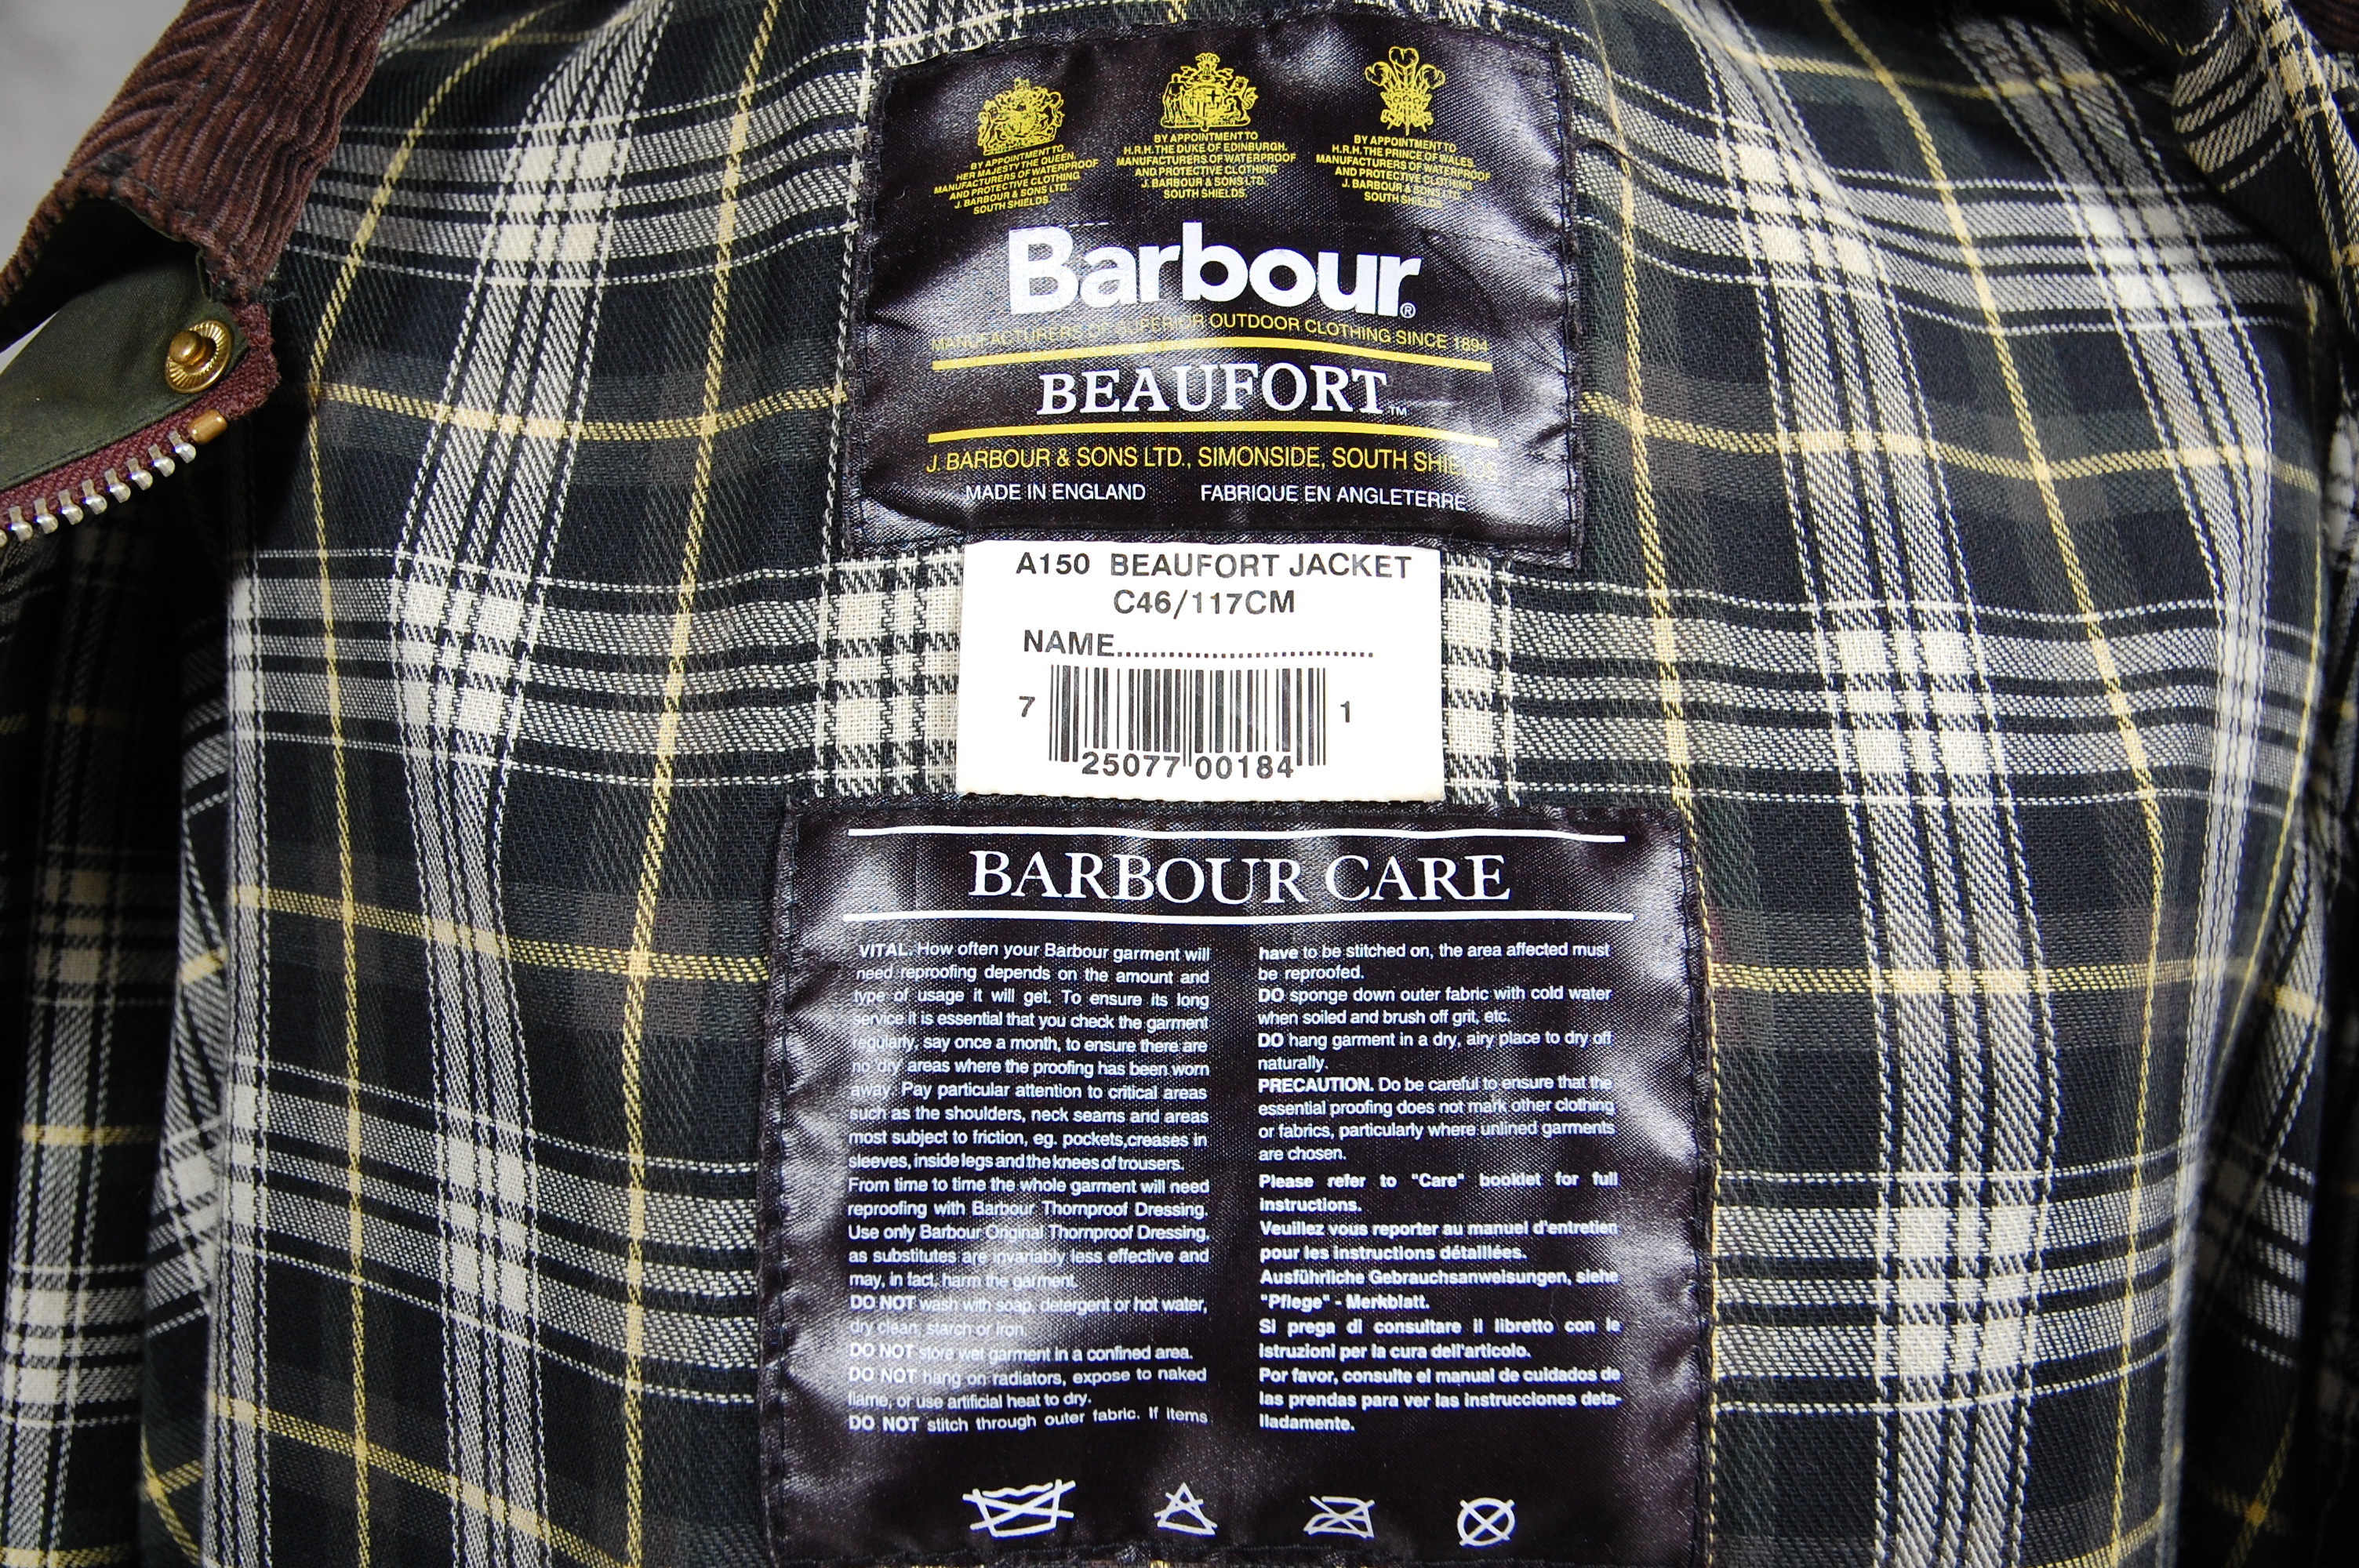 BY APPOINTMENT TO
HER MAJESTY THE QUEEN.
MANUFACTURERS OF WATERPROOF
AND PROTECTIVE CLOTHING
J. BARBOUR & SONS LTD.,
SOUTH SHIELDS.
BY APPOINTMENT TO
H.R.H. THE DUKE OF EDINBURGH.
MANUFACTURERS OF WATERPROOF
AND PROTECTIVE CLOTHING
J. BARBOUR & SONS LTD.,
SOUTH SHIELDS.
BY APPOINTMENT TO
H.R.H. THE PRINCE OF WALES.
MANUFACTURERS OF WATERPROOF
AND PROTECTIVE CLOTHING
J. BARBOUR & SONS LTD.,
SOUTH SHIELDS.
Barbour®
MANUFACTURERS OF SUPERIOR OUTDOOR CLOTHING SINCE 1894
BEAUFORT™
J. BARBOUR & SONS LTD., SIMONSIDE, SOUTH SHIELDS
MADE IN ENGLAND FABRIQUE EN ANGLETERRE
A150 BEAUFORT JACKET
C46/117CM
NAME..............................
7 25077 00184 1
BARBOUR CARE
VITAL. How often your Barbour garment will
need reproofing depends on the amount and
type of usage it will get. To ensure its long
service it is essential that you check the garment
regularly, say once a month, to ensure there are
no dry areas where the proofing has been worn
away. Pay particular attention to critical areas
such as the shoulders, neck seams and areas
most subject to friction, eg. pockets,creases in
sleeves, inside legs and the knees of trousers.
From time to time the whole garment will need
reproofing with Barbour Thornproof Dressing.
Use only Barbour Original Thornproof Dressing,
as substitutes are invariably less effective and
may, in fact, harm the garment.
DO NOT wash with soap, detergent or hot water,
dry clean, starch or iron.
DO NOT store wet garment in a confined area.
DO NOT hang on radiators, expose to naked
flame, or use artificial heat to dry.
DO NOT stitch through outer fabric. If items
have to be stitched on, the area affected must
be reproofed.
DO sponge down outer fabric with cold water
when soiled and brush off grit, etc.
DO hang garment in a dry, airy place to dry off
naturally.
PRECAUTION. Do be careful to ensure that the
essential proofing does not mark other clothing
or fabrics, particularly where unlined garments
are chosen.
Please refer to "Care" booklet for full
instructions.
Veuillez vous reporter au manuel d'entretien
pour les instructions détaillées.
Ausführliche Gebrauchsanweisungen, siehe
"Pflege" - Merkblatt.
Si prega di consultare il libretto con le
istruzioni per la cura dell'articolo.
Por favor, consulte el manual de cuidados de
las prendas para ver las instrucciones deta-
lladamente.